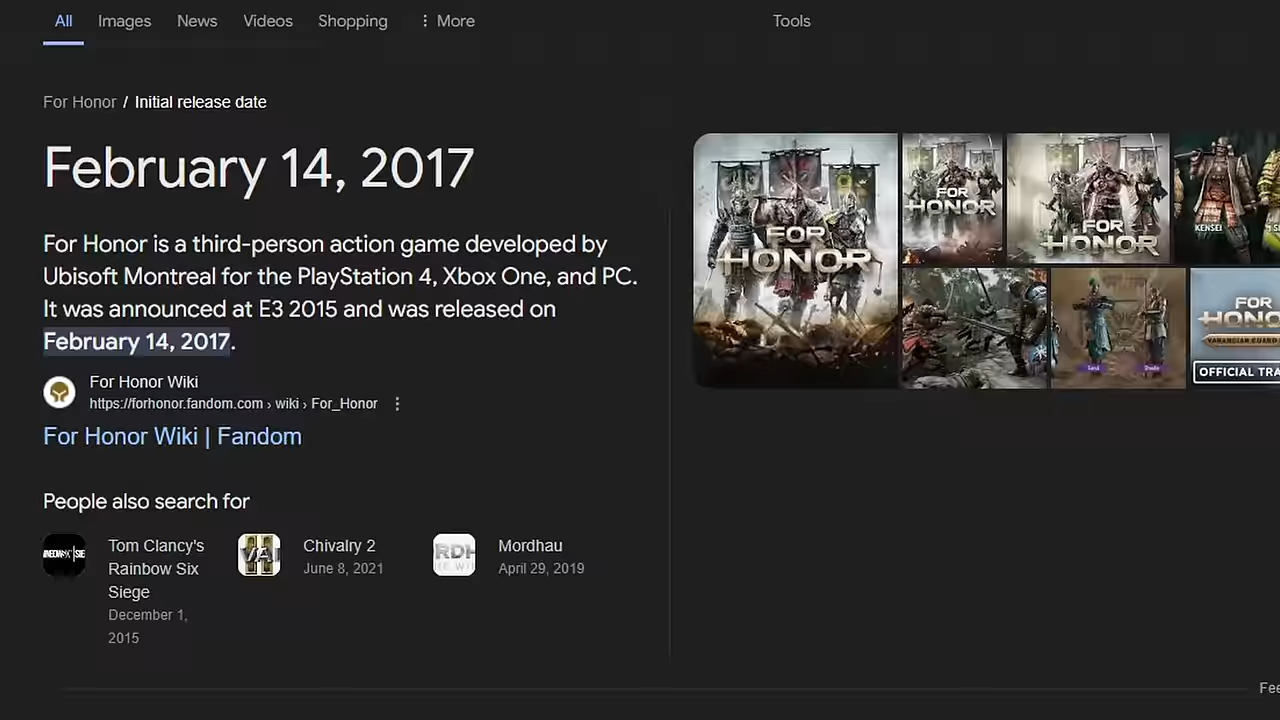 All Images News Videos Shopping ⋮ More Tools
For Honor / Initial release date
February 14, 2017
For Honor is a third-person action game developed by
Ubisoft Montreal for the PlayStation 4, Xbox One, and PC.
It was announced at E3 2015 and was released on
February 14, 2017.
For Honor Wiki
https://forhonor.fandom.com › wiki › For_Honor
For Honor Wiki | Fandom
People also search for
Tom Clancy's
Rainbow Six
Siege
December 1,
2015
Chivalry 2
June 8, 2021
Mordhau
April 29, 2019
FOR
HONOR
FOR
HONOR
FOR
HONOR
KENSEI
FOR
VARANGIAN GUARD
OFFICIAL